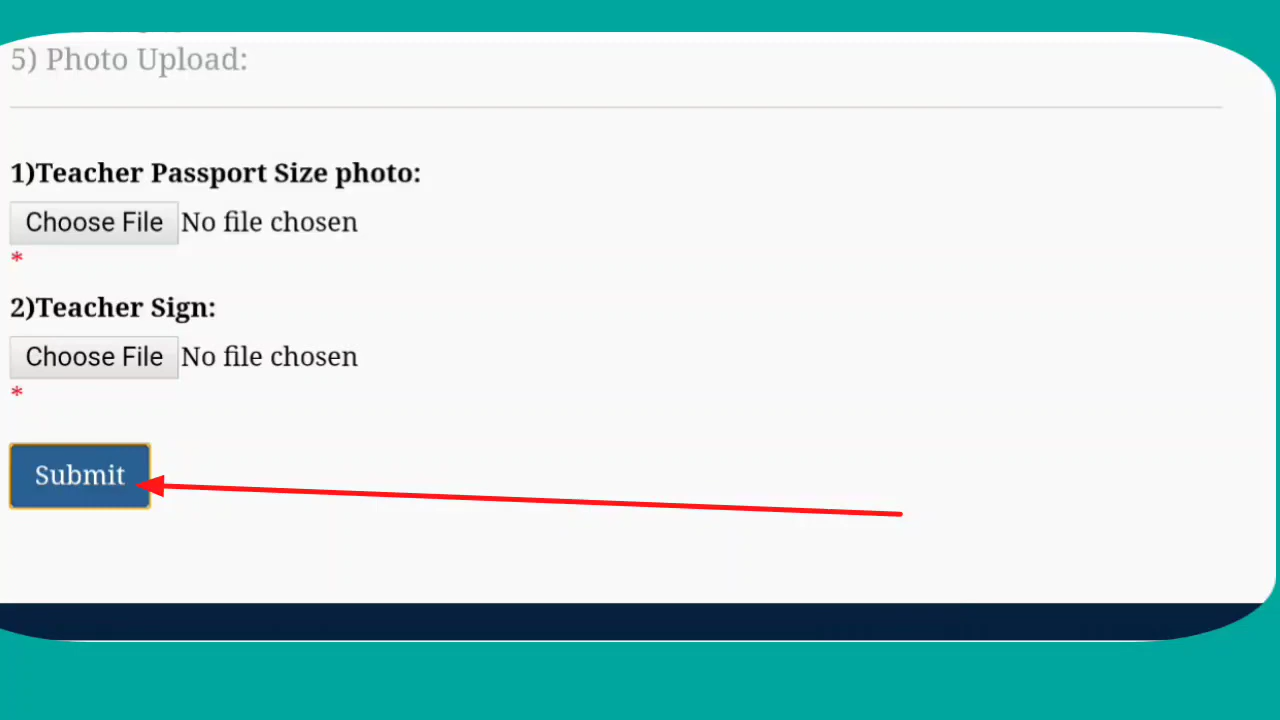 5) Photo Upload:
1)Teacher Passport Size photo:
Choose File No file chosen
*
2)Teacher Sign:
Choose File No file chosen
*
Submit